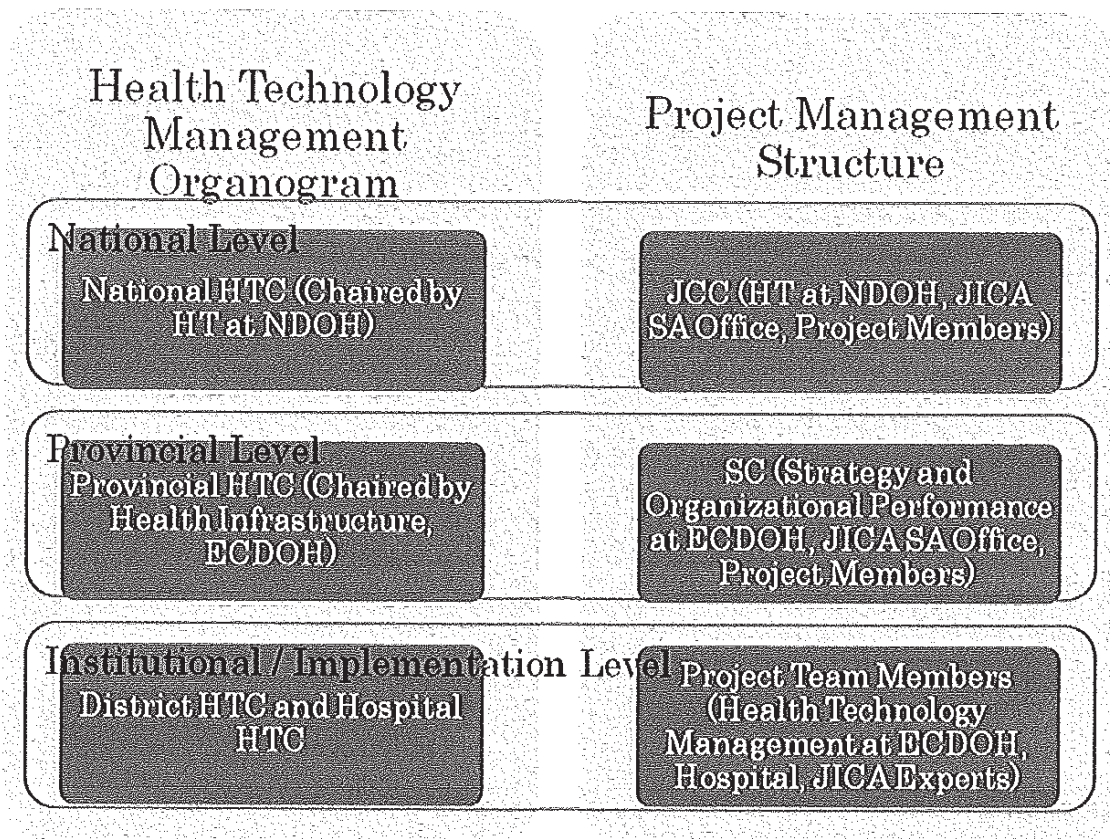 Health Technology
Management
Organogram
Project Management
Structure
National Level
National HTC (Chaired by
HT at NDOH)
JCC (HT at NDOH, JICA
SA Office, Project Members)
Provincial Level
Provincial HTC (Chaired by
Health Infrastructure,
ECDOH)
SC (Strategy and
Organizational Performance
at ECDOH, JICA SA Office,
Project Members)
Institutional / Implementation Level
District HTC and Hospital
HTC
Project Team Members
(Health Technology
Management at ECDOH,
Hospital, JICA Experts)